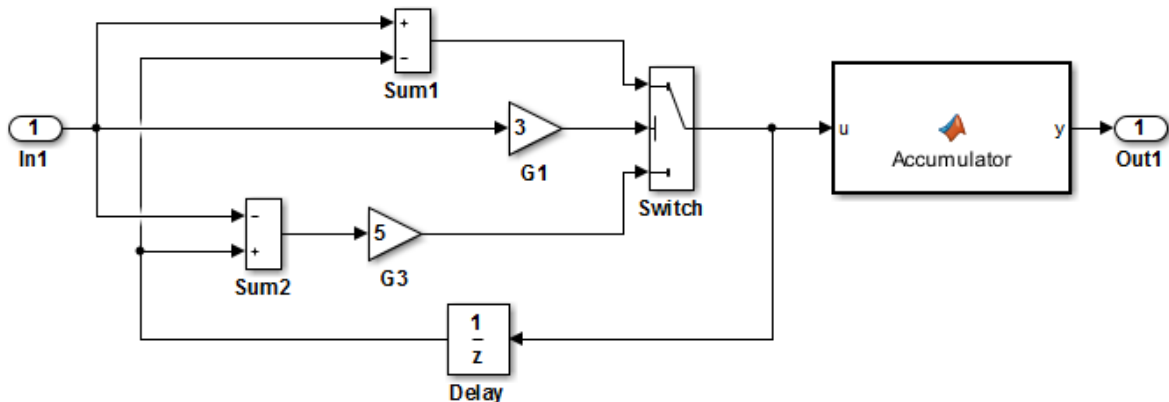 +
−
Sum1
1
In1
3
G1
Switch
u
Accumulator
y
1
Out1
−
+
Sum2
5
G3
1
z
Delay